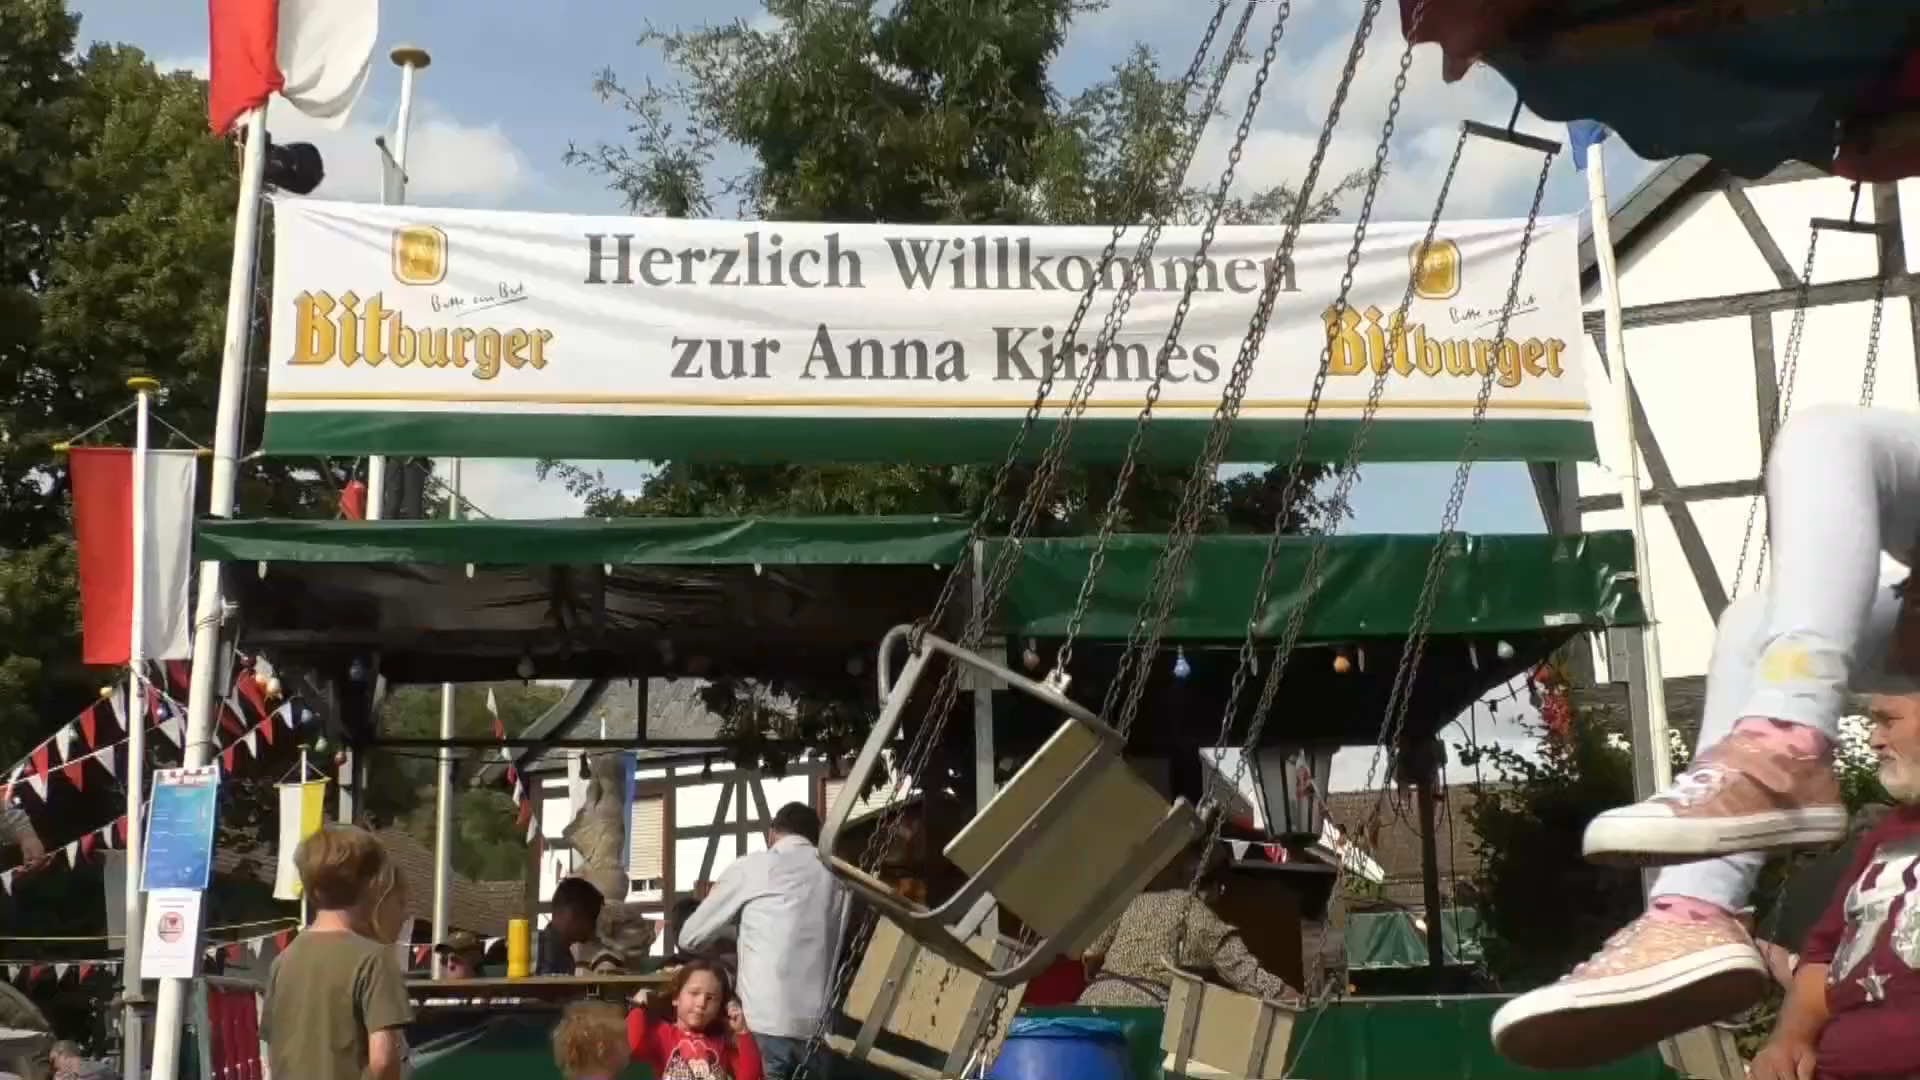 Herzlich Willkommen
zur Anna Kirmes
Bitte ein Bit
Bitburger
Bitte ein Bit
Bitburger